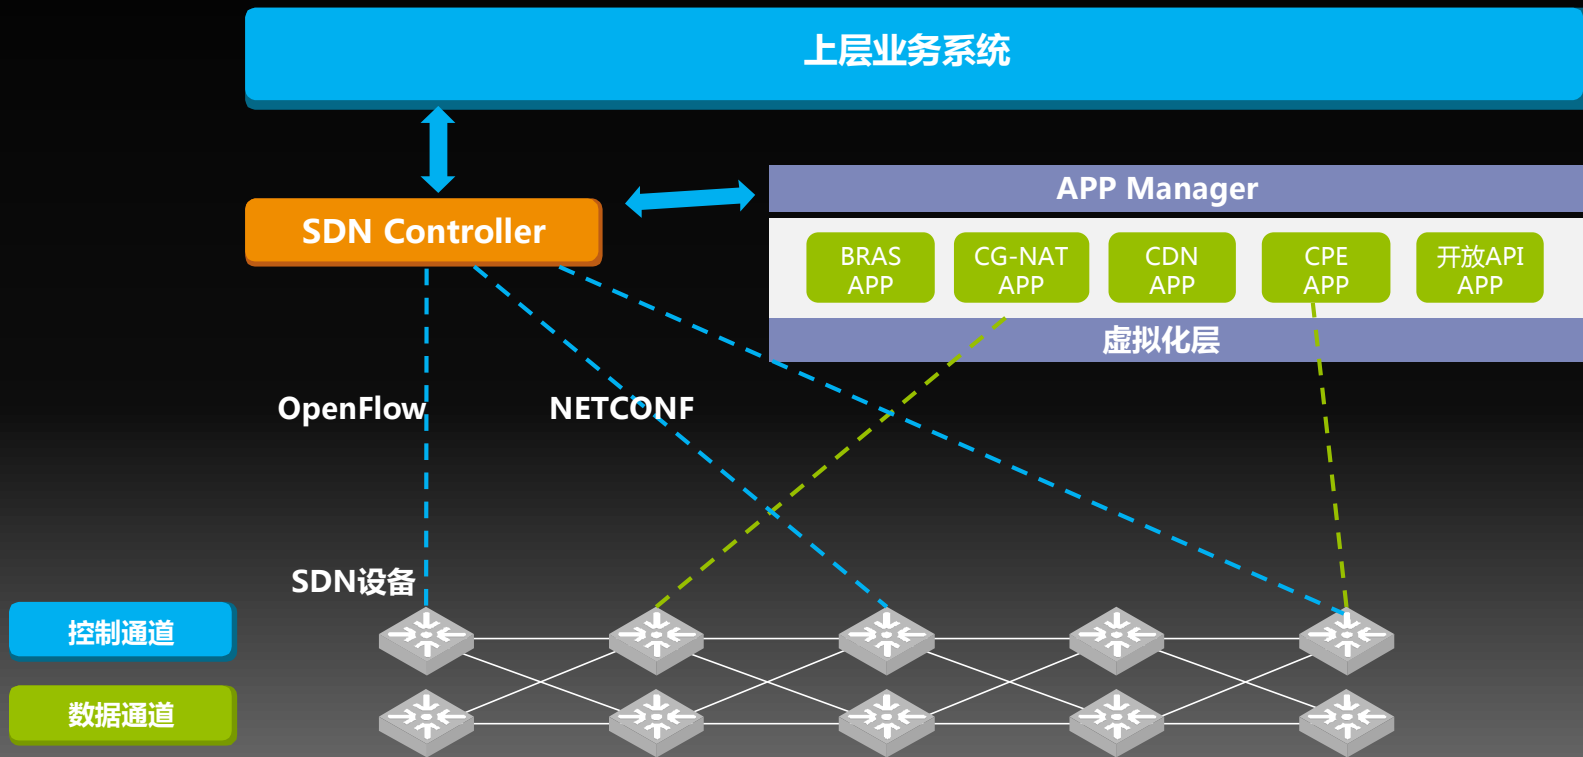 上层业务系统
APP Manager
SDN Controller
BRAS
APP
CG-NAT
APP
CDN
APP
CPE
APP
开放API
APP
虚拟化层
OpenFlow
NETCONF
SDN设备
控制通道
数据通道